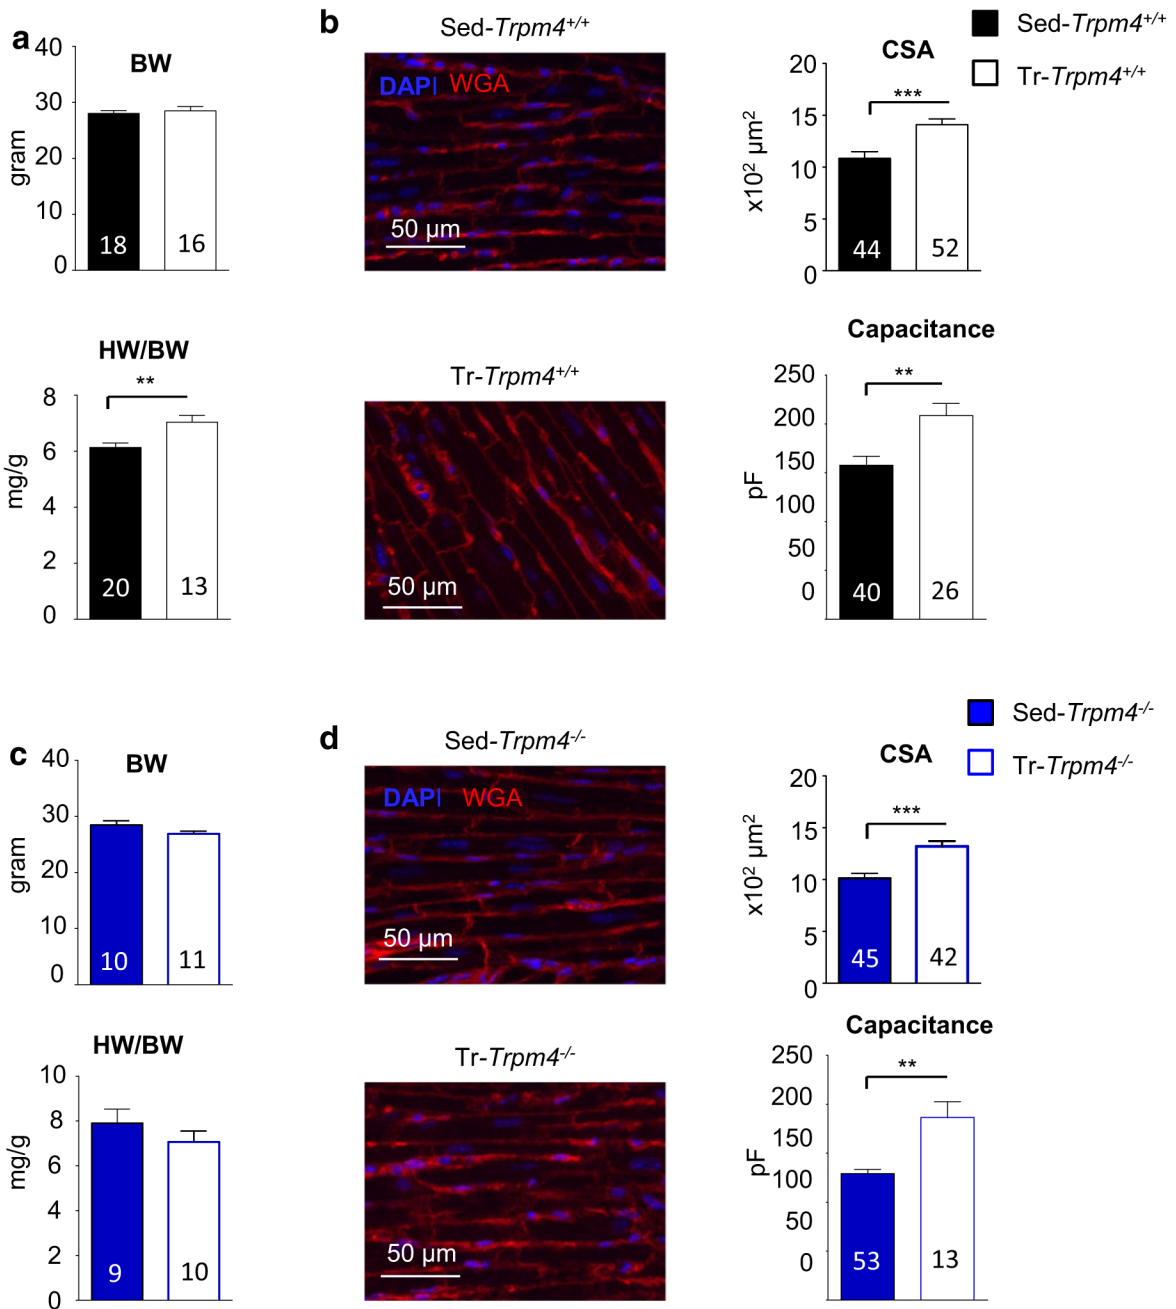 a
BW
gram
40
30
20
10
0
18
16
HW/BW
**
mg/g
8
6
4
2
0
20
13
b
Sed-Trpm4+/+
DAPI WGA
50 µm
Tr-Trpm4+/+
50 µm
CSA
Sed-Trpm4+/+
Tr-Trpm4+/+
***
x10² µm²
20
15
10
5
0
44
52
Capacitance
**
pF
250
200
150
100
50
0
40
26
c
BW
gram
40
30
20
10
0
10
11
HW/BW
mg/g
10
8
6
4
2
0
9
10
d
Sed-Trpm4-/-
DAPI WGA
50 µm
Tr-Trpm4-/-
50 µm
CSA
Sed-Trpm4-/-
Tr-Trpm4-/-
***
x10² µm²
20
15
10
5
0
45
42
Capacitance
**
pF
250
200
150
100
50
0
53
13